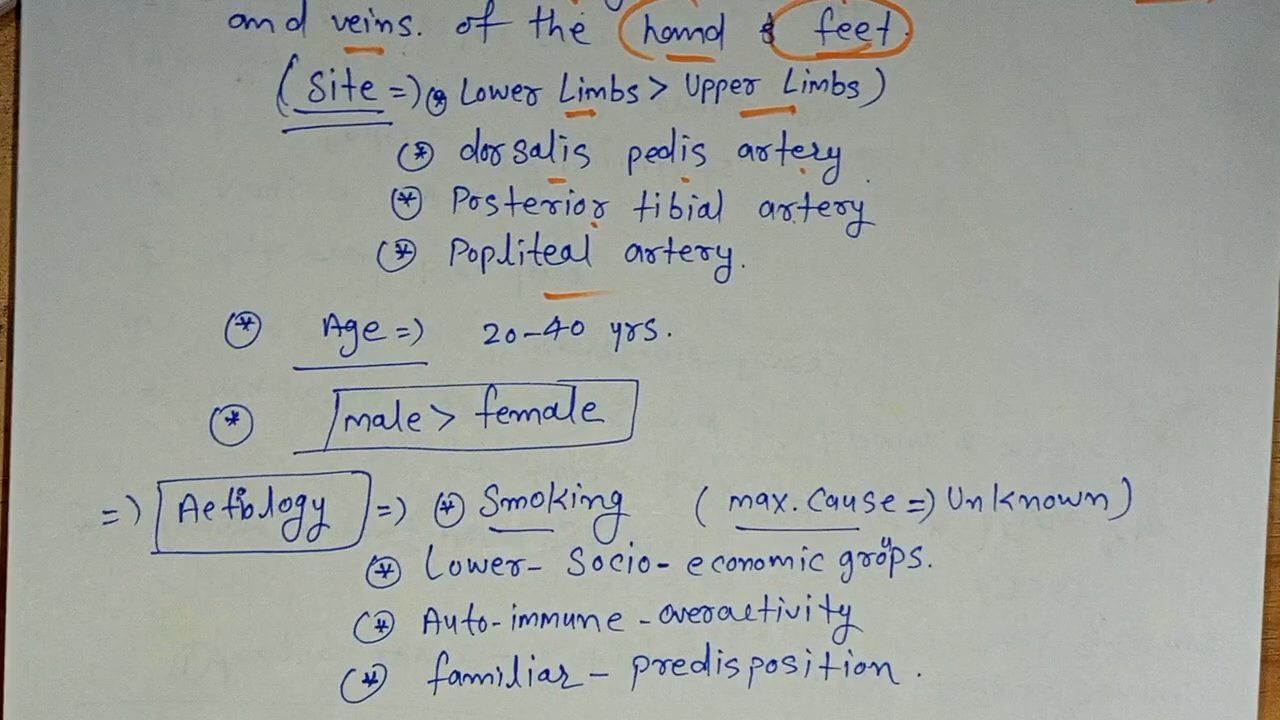 and veins. of the hand & feet.
(Site => Lower Limbs > Upper Limbs)
* dorsalis pedis artery
* Posterior tibial artery
* Popliteal artery.
* Age => 20-40 yrs.
* male > female
=> Aetiology => * Smoking (max. cause => Unknown)
* Lower- Socio- economic groups.
* Auto-immune - overactivity
* familiar - predisposition.